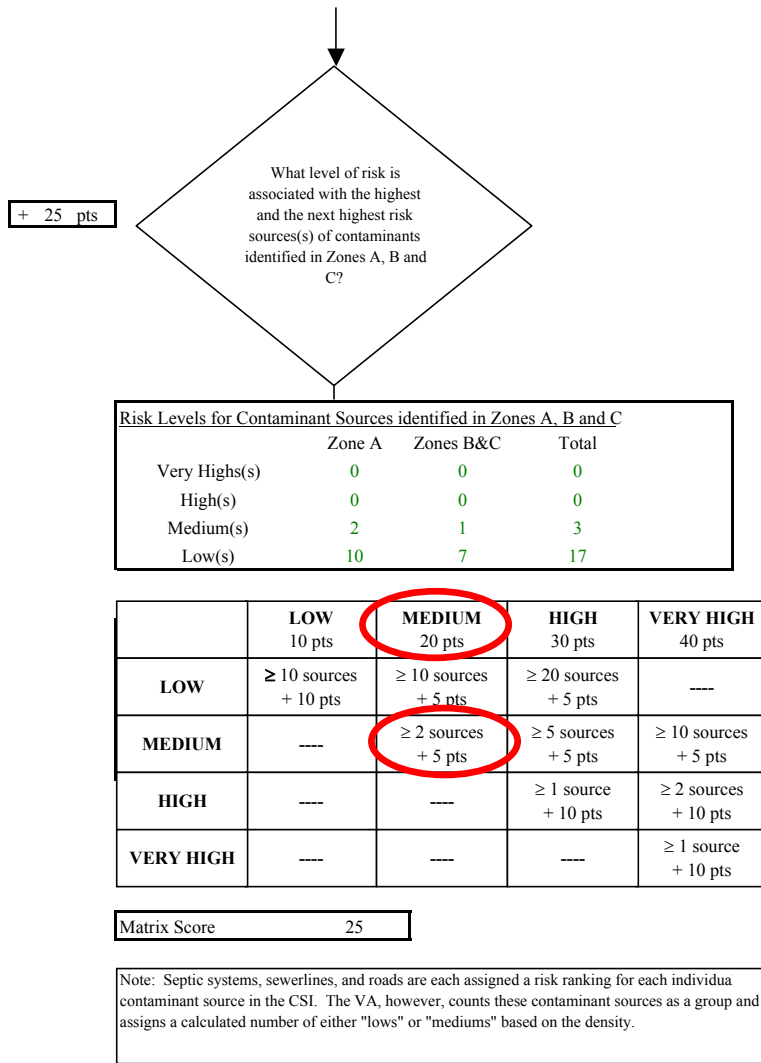 What level of risk is
associated with the highest
and the next highest risk
sources(s) of contaminants
identified in Zones A, B and
C?
+ 25 pts
Risk Levels for Contaminant Sources identified in Zones A, B and C
Zone A Zones B&C Total
Very Highs(s) 0 0 0
High(s) 0 0 0
Medium(s) 2 1 3
Low(s) 10 7 17
LOW MEDIUM HIGH VERY HIGH
10 pts 20 pts 30 pts 40 pts
LOW ≥ 10 sources ≥ 10 sources ≥ 20 sources ----
+ 10 pts + 5 pts + 5 pts
MEDIUM ---- ≥ 2 sources ≥ 5 sources ≥ 10 sources
+ 5 pts + 5 pts + 5 pts
HIGH ---- ---- ≥ 1 source ≥ 2 sources
+ 10 pts + 10 pts
VERY HIGH ---- ---- ---- ≥ 1 source
+ 10 pts
Matrix Score 25
Note: Septic systems, sewerlines, and roads are each assigned a risk ranking for each individua
contaminant source in the CSI. The VA, however, counts these contaminant sources as a group and
assigns a calculated number of either "lows" or "mediums" based on the density.